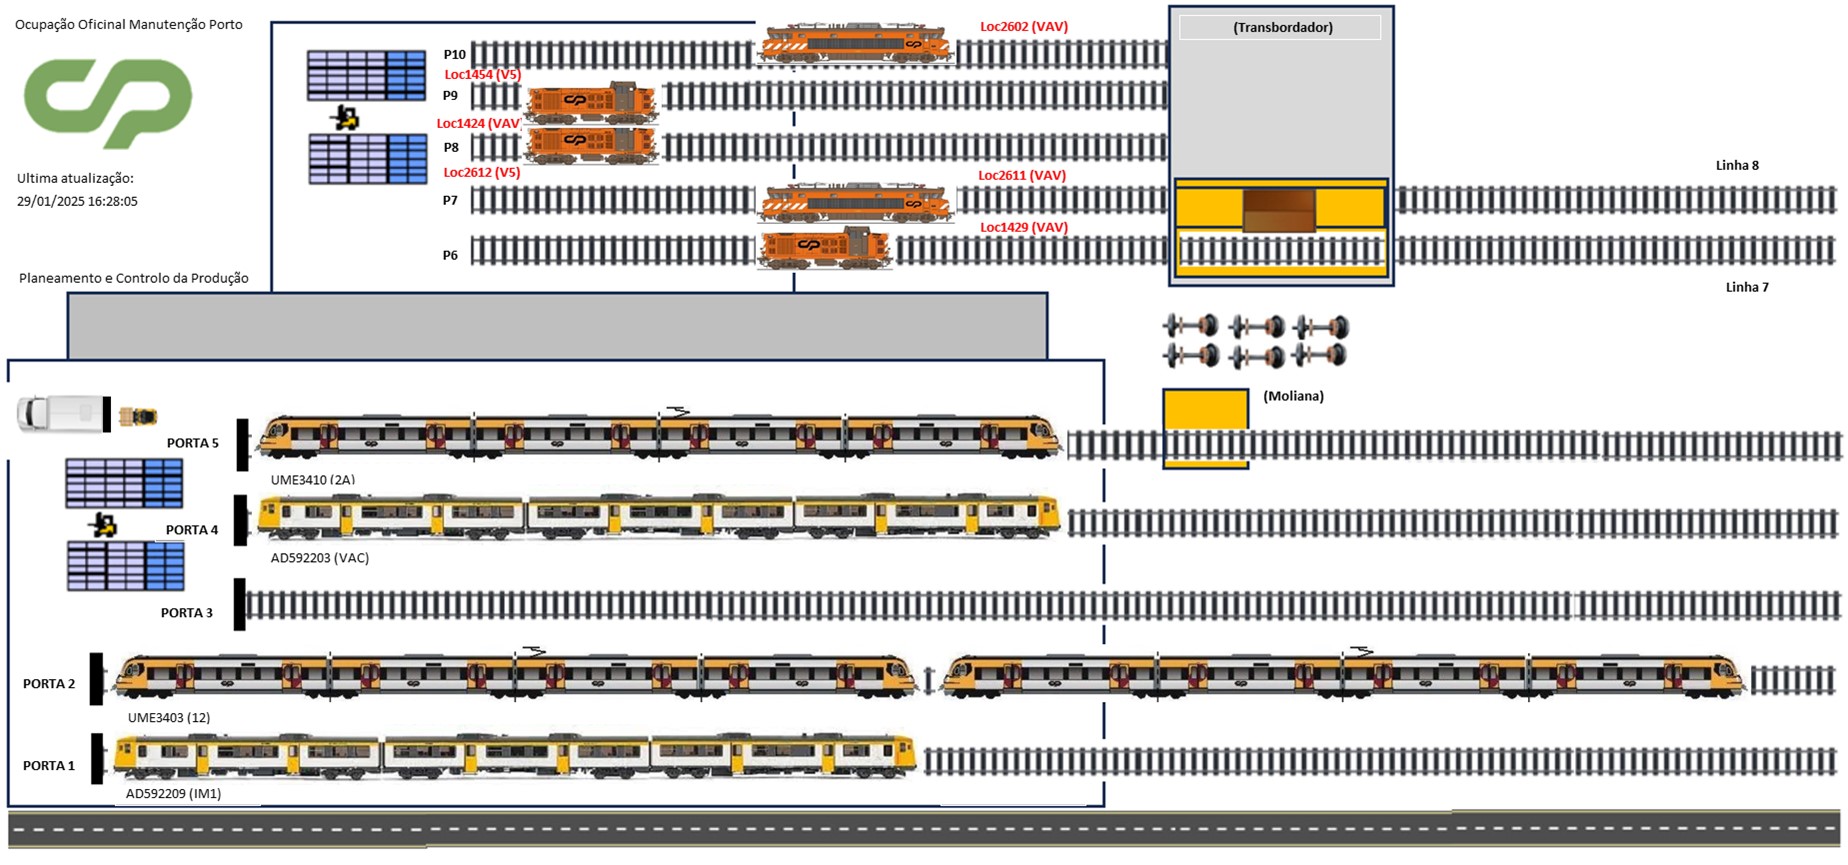 Ocupação Oficinal Manutenção Porto
Ultima atualização:
29/01/2025 16:28:05
Planeamento e Controlo da Produção
P10
Loc2602 (VAV)
(Transbordador)
Loc1454 (V5)
P9
Loc1424 (VAV)
P8
Loc2612 (V5)
Loc2611 (VAV)
P7
Linha 8
Loc1429 (VAV)
P6
Linha 7
(Moliana)
PORTA 5
UME3410 (2A)
PORTA 4
AD592203 (VAC)
PORTA 3
PORTA 2
UME3403 (12)
PORTA 1
AD592209 (IM1)